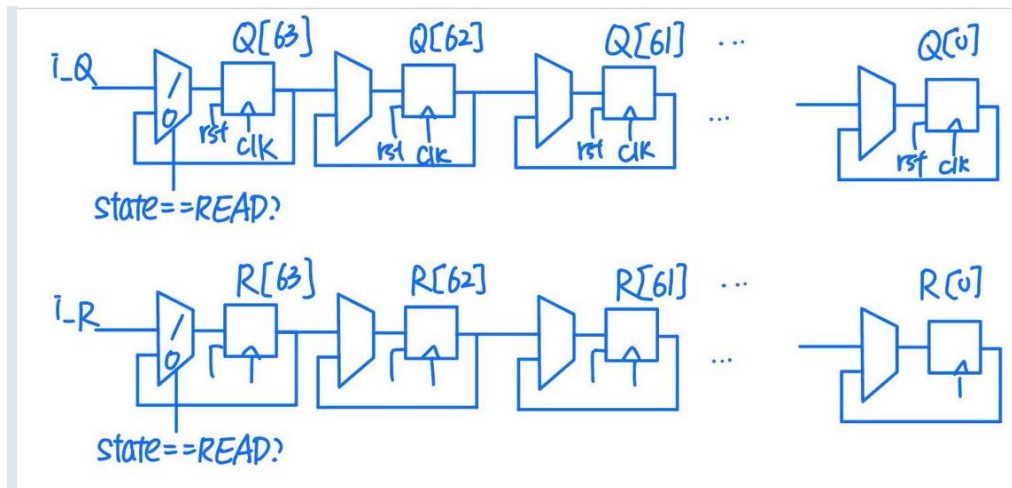 Q[63] Q[62] Q[61] ... Q[0]
i_Q
1
0
...
rst clk rst clk rst clk rst clk
state==READ?
R[63] R[62] R[61] ... R[0]
i_R
1
0
...
state==READ?